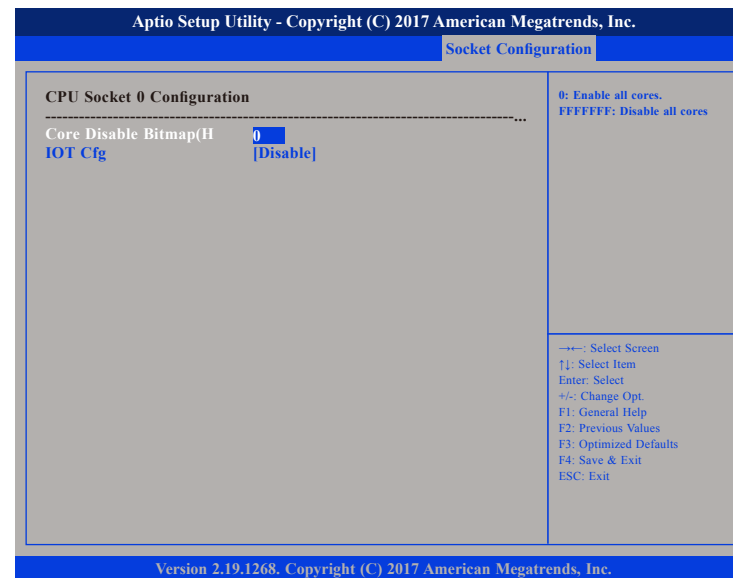 Aptio Setup Utility - Copyright (C) 2017 American Megatrends, Inc.
Socket Configuration
CPU Socket 0 Configuration
--------------------------------------------------------------------------------------...
Core Disable Bitmap(H 0
IOT Cfg [Disable]
0: Enable all cores.
FFFFFFF: Disable all cores
→←: Select Screen
↑↓: Select Item
Enter: Select
+/-: Change Opt.
F1: General Help
F2: Previous Values
F3: Optimized Defaults
F4: Save & Exit
ESC: Exit
Version 2.19.1268. Copyright (C) 2017 American Megatrends, Inc.